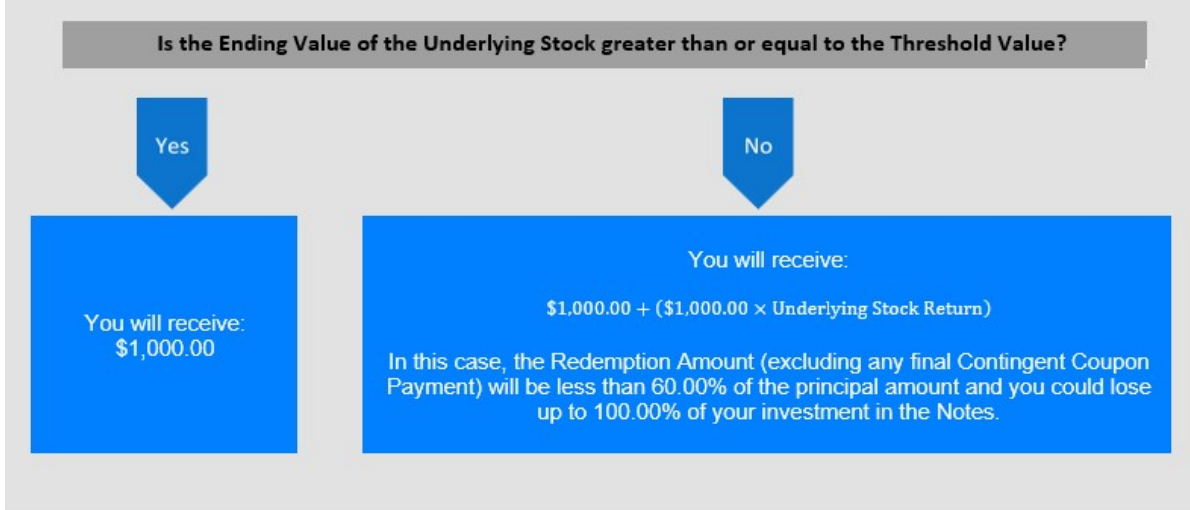 Is the Ending Value of the Underlying Stock greater than or equal to the Threshold Value?
Yes
No
You will receive:
$1,000.00
You will receive:
$1,000.00 + ($1,000.00 × Underlying Stock Return)
In this case, the Redemption Amount (excluding any final Contingent Coupon
Payment) will be less than 60.00% of the principal amount and you could lose
up to 100.00% of your investment in the Notes.